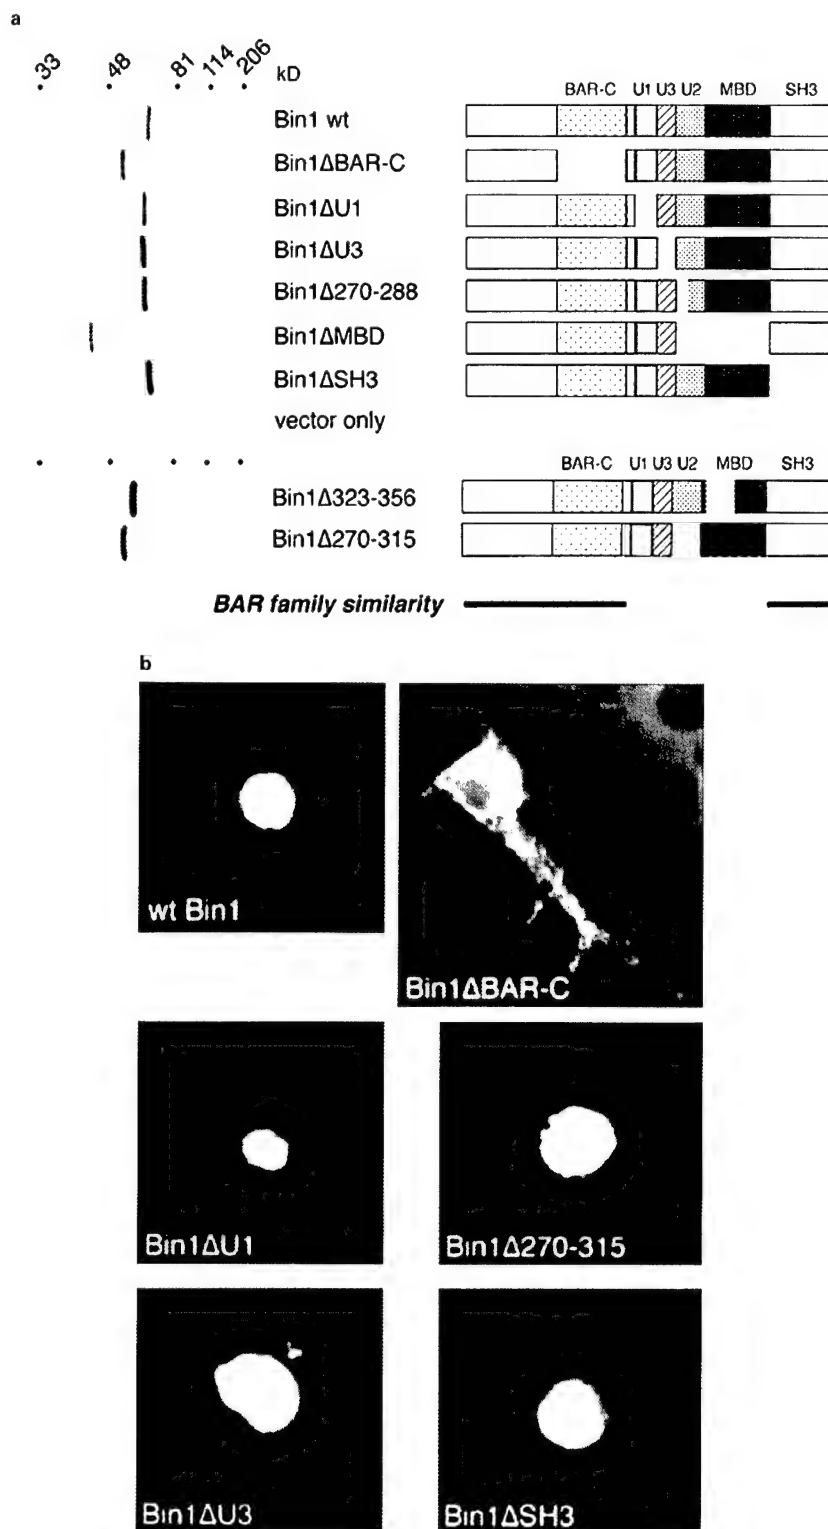 a
33 48 81 114 206 kD
BAR-C U1 U3 U2 MBD SH3
Bin1 wt
Bin1ΔBAR-C
Bin1ΔU1
Bin1ΔU3
Bin1Δ270-288
Bin1ΔMBD
Bin1ΔSH3
vector only
BAR-C U1 U3 U2 MBD SH3
Bin1Δ323-356
Bin1Δ270-315
BAR family similarity
b
wt Bin1
Bin1ΔBAR-C
Bin1ΔU1
Bin1Δ270-315
Bin1ΔU3
Bin1ΔSH3